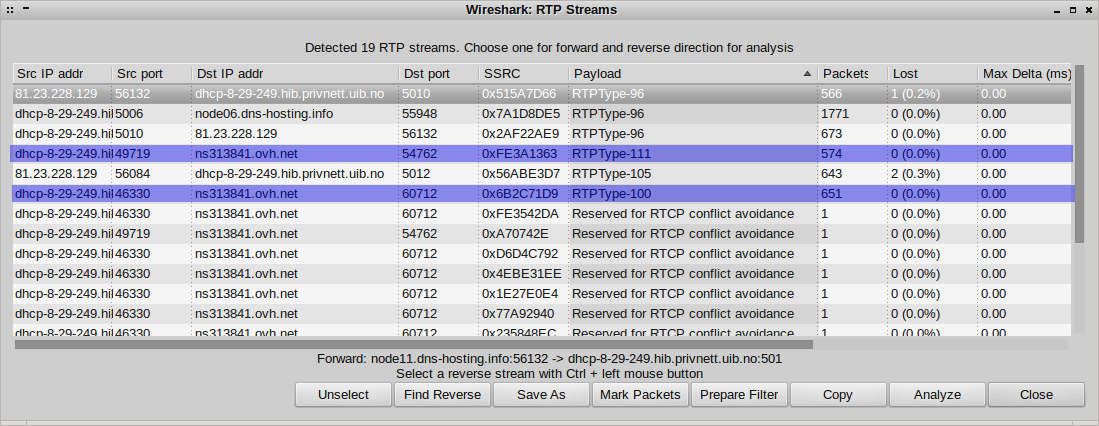 Wireshark: RTP Streams
Detected 19 RTP streams. Choose one for forward and reverse direction for analysis
Src IP addr Src port Dst IP addr Dst port SSRC Payload Packets Lost Max Delta (ms)
81.23.228.129 56132 dhcp-8-29-249.hib.privnett.uib.no 5010 0x515A7D66 RTPType-96 566 1 (0.2%) 0.00
dhcp-8-29-249.hil 5006 node06.dns-hosting.info 55948 0x7A1D8DE5 RTPType-96 1771 0 (0.0%) 0.00
dhcp-8-29-249.hil 5010 81.23.228.129 56132 0x2AF22AE9 RTPType-96 673 0 (0.0%) 0.00
dhcp-8-29-249.hil 49719 ns313841.ovh.net 54762 0xFE3A1363 RTPType-111 574 0 (0.0%) 0.00
81.23.228.129 56084 dhcp-8-29-249.hib.privnett.uib.no 5012 0x56ABE3D7 RTPType-105 643 2 (0.3%) 0.00
dhcp-8-29-249.hil 46330 ns313841.ovh.net 60712 0x6B2C71D9 RTPType-100 651 0 (0.0%) 0.00
dhcp-8-29-249.hil 46330 ns313841.ovh.net 60712 0xFE3542DA Reserved for RTCP conflict avoidance 1 0 (0.0%) 0.00
dhcp-8-29-249.hil 49719 ns313841.ovh.net 54762 0xA70742E Reserved for RTCP conflict avoidance 1 0 (0.0%) 0.00
dhcp-8-29-249.hil 46330 ns313841.ovh.net 60712 0xD6D4C792 Reserved for RTCP conflict avoidance 1 0 (0.0%) 0.00
dhcp-8-29-249.hil 46330 ns313841.ovh.net 60712 0x4EBE31EE Reserved for RTCP conflict avoidance 1 0 (0.0%) 0.00
dhcp-8-29-249.hil 46330 ns313841.ovh.net 60712 0x1E27E0E4 Reserved for RTCP conflict avoidance 1 0 (0.0%) 0.00
dhcp-8-29-249.hil 46330 ns313841.ovh.net 60712 0x77A92940 Reserved for RTCP conflict avoidance 1 0 (0.0%) 0.00
dhcp-8-29-249.hil 46330 ns313841.ovh.net 60712 0x235848EC Reserved for RTCP conflict avoidance 1 0 (0.0%) 0.00
Forward: node11.dns-hosting.info:56132 -> dhcp-8-29-249.hib.privnett.uib.no:501
Select a reverse stream with Ctrl + left mouse button
Unselect Find Reverse Save As Mark Packets Prepare Filter Copy Analyze Close